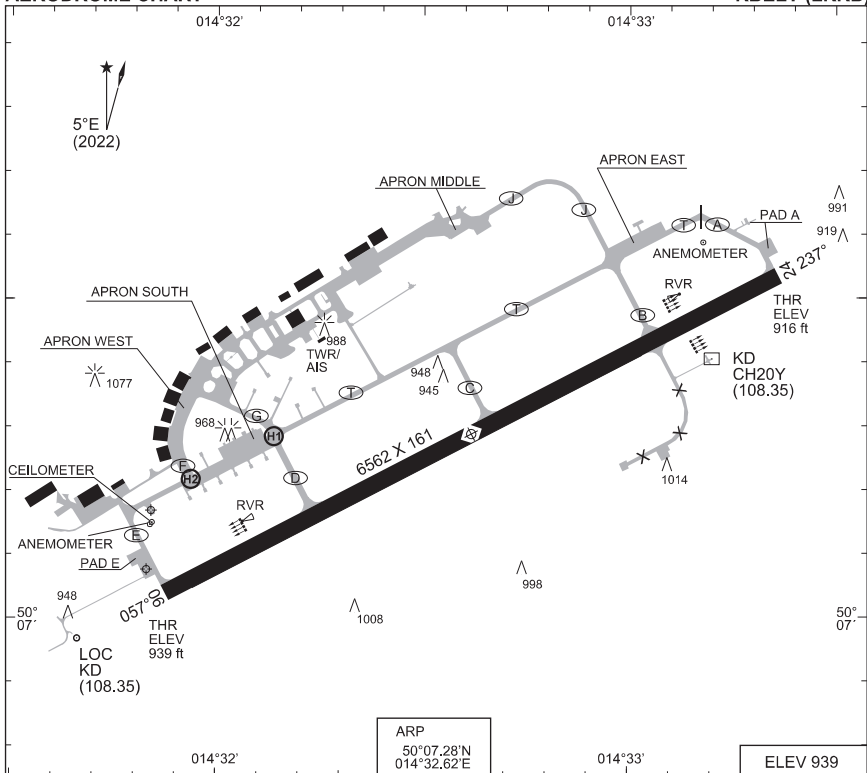 014°32'
014°33'
5°E
(2022)
APRON EAST
APRON MIDDLE
J
J
T
A
991
PAD A
919
ANEMOMETER
24 237°
RVR
THR
ELEV
916 ft
APRON SOUTH
T
B
988
TWR/
AIS
APRON WEST
KD
CH20Y
(108.35)
1077
948
945
T
C
G
968
H1
6562 X 161
F
CEILOMETER
H2
D
1014
RVR
ANEMOMETER
E
PAD E
998
948
057° 06
1008
50°
07'
50°
07'
THR
ELEV
939 ft
LOC
KD
(108.35)
ARP
50°07.28'N
014°32.62'E
014°32'
014°33'
ELEV 939